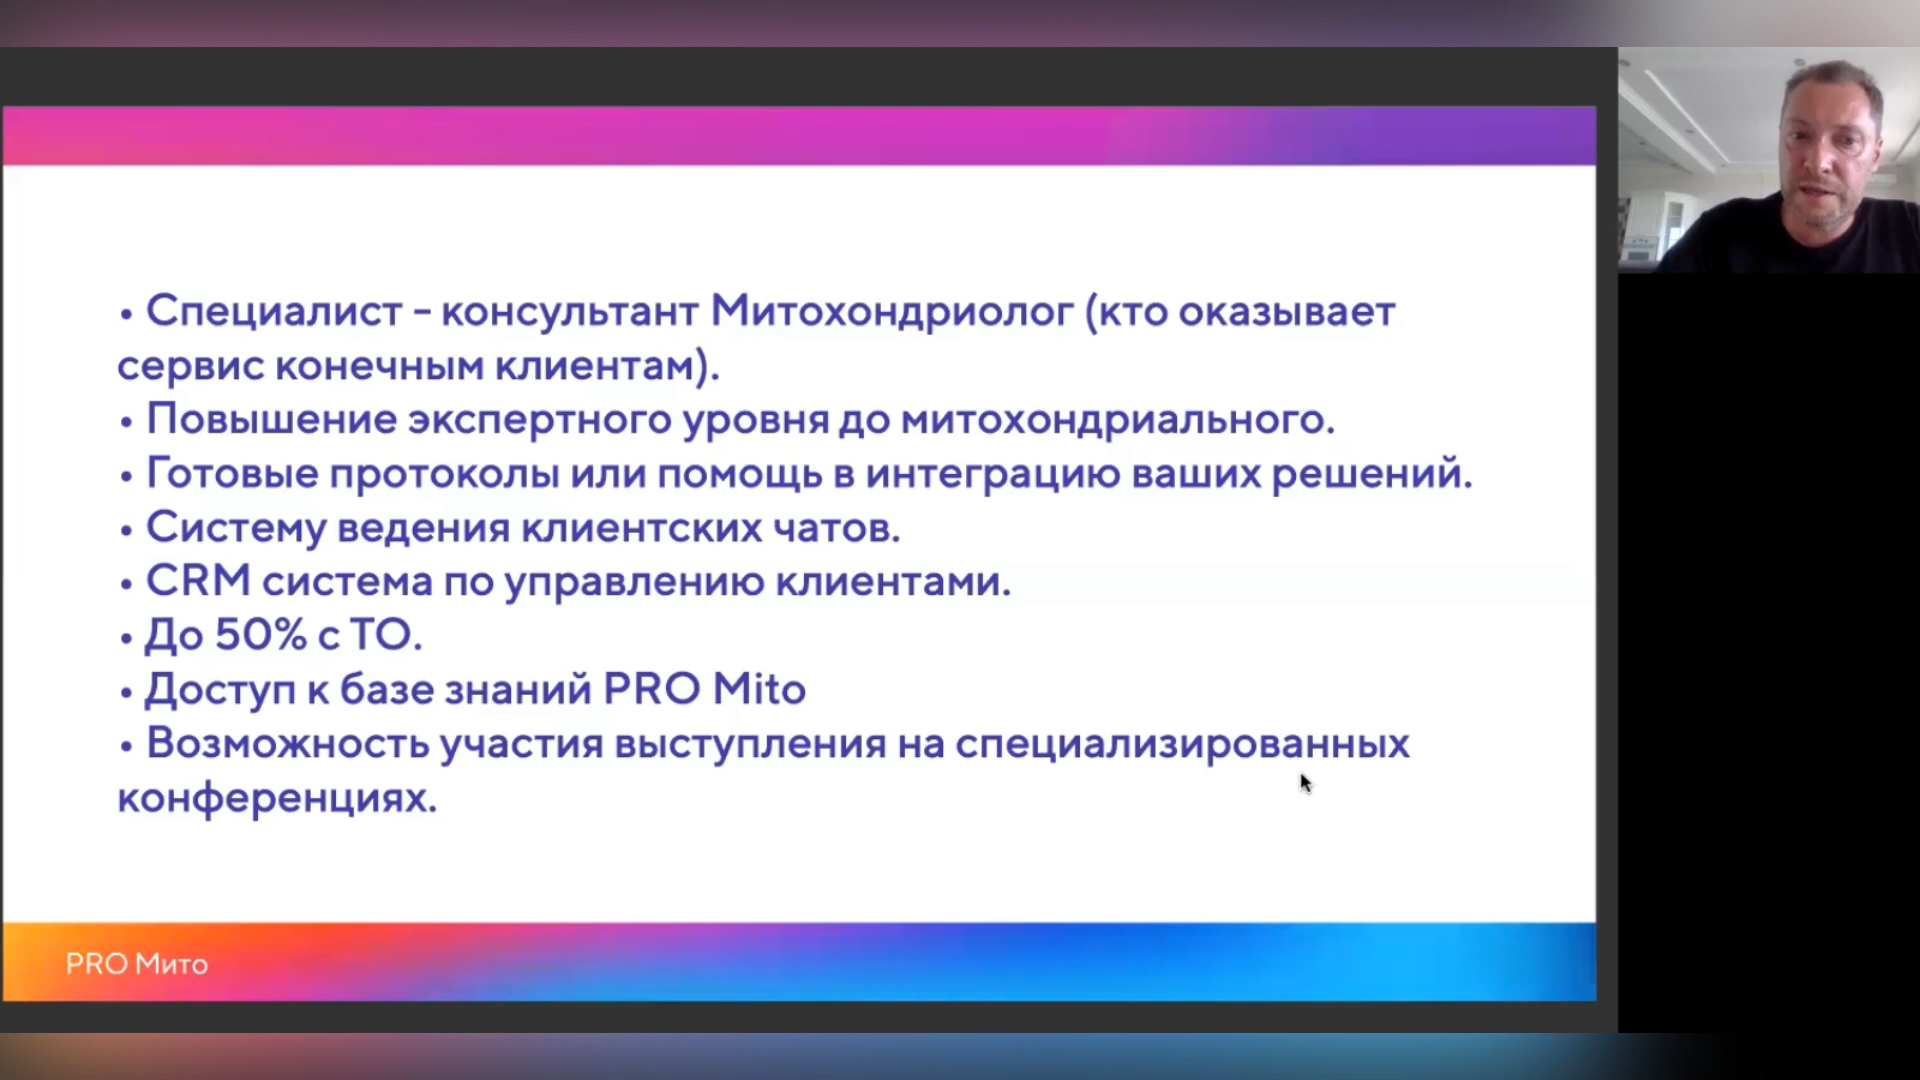 • Специалист – консультант Митохондриолог (кто оказывает
сервис конечным клиентам).
• Повышение экспертного уровня до митохондриального.
• Готовые протоколы или помощь в интеграцию ваших решений.
• Систему ведения клиентских чатов.
• CRM система по управлению клиентами.
• До 50% с ТО.
• Доступ к базе знаний PRO Mito
• Возможность участия выступления на специализированных
конференциях.
PRO Мито